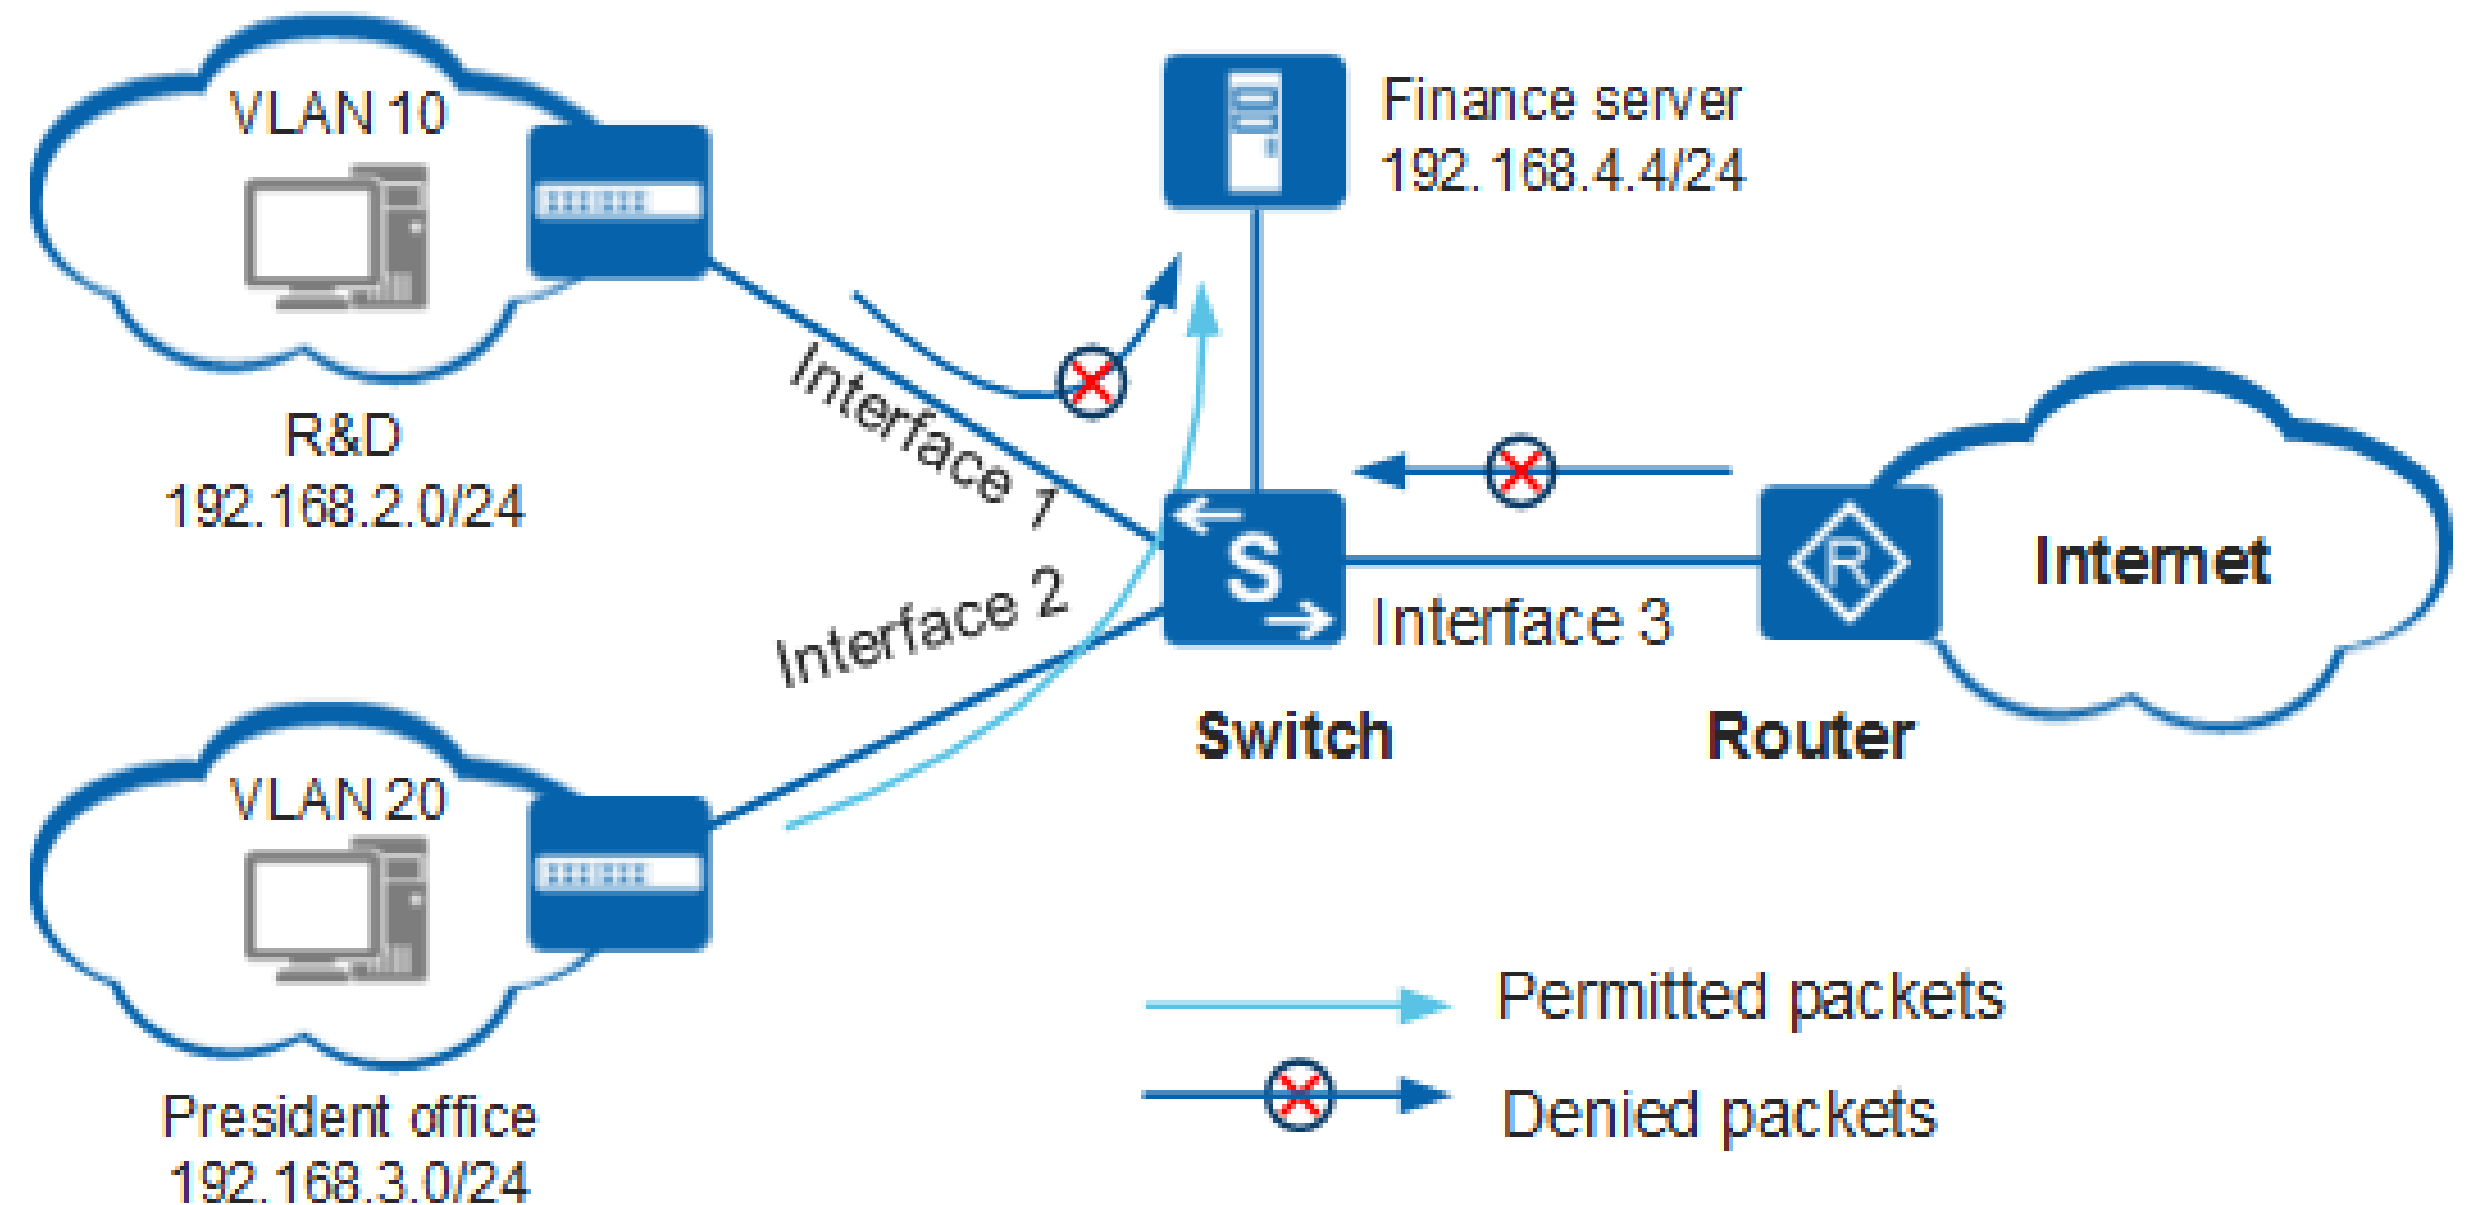 VLAN 10
R&D
192.168.2.0/24
Finance server
192.168.4.4/24
Interface 1
Interface 2
S
Interface 3
R
Internet
Switch
Router
VLAN 20
President office
192.168.3.0/24
Permitted packets
Denied packets